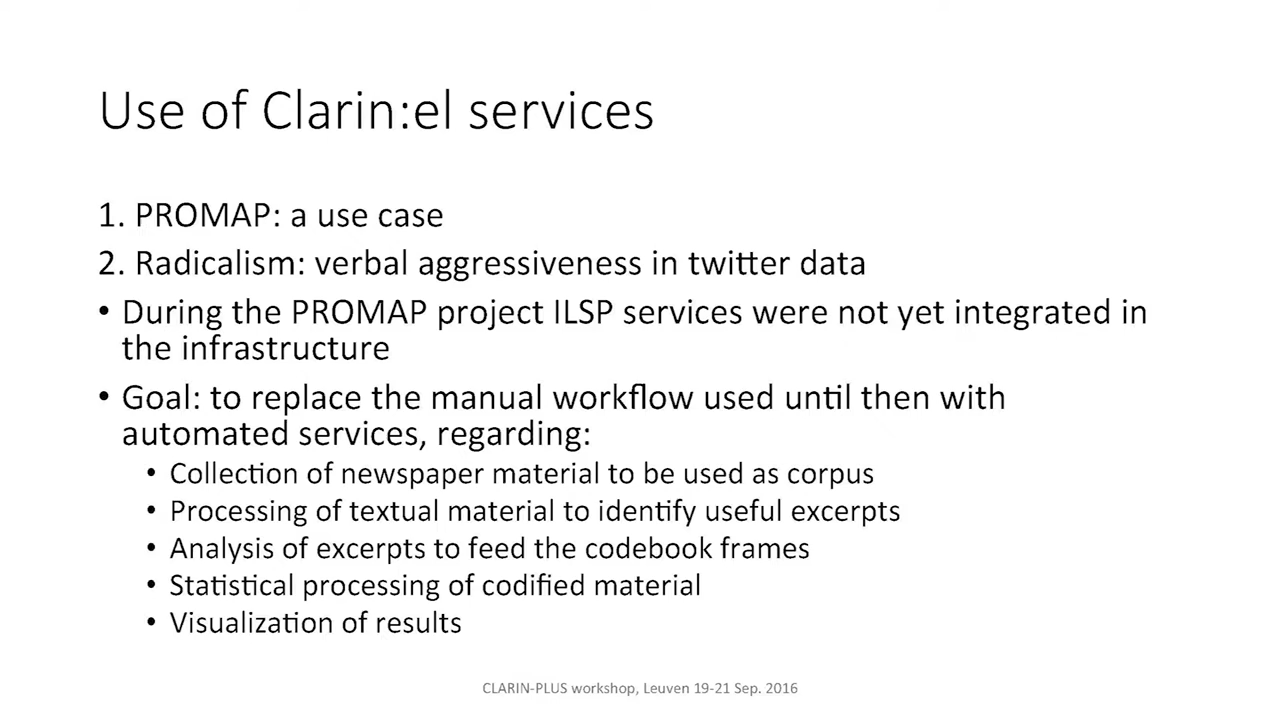 Use of Clarin:el services
1. PROMAP: a use case
2. Radicalism: verbal aggressiveness in twitter data
• During the PROMAP project ILSP services were not yet integrated in
the infrastructure
• Goal: to replace the manual workflow used until then with
automated services, regarding:
• Collection of newspaper material to be used as corpus
• Processing of textual material to identify useful excerpts
• Analysis of excerpts to feed the codebook frames
• Statistical processing of codified material
• Visualization of results
CLARIN-PLUS workshop, Leuven 19-21 Sep. 2016